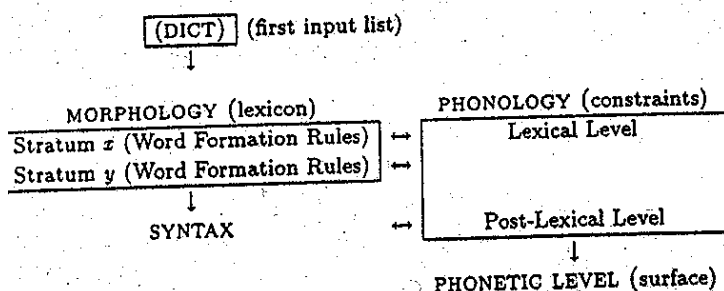 (DICT) (first input list)
↓
MORPHOLOGY (lexicon) PHONOLOGY (constraints)
Stratum x (Word Formation Rules) ↔ Lexical Level
Stratum y (Word Formation Rules) ↔
↓
SYNTAX ↔ Post-Lexical Level
↓
PHONETIC LEVEL (surface)